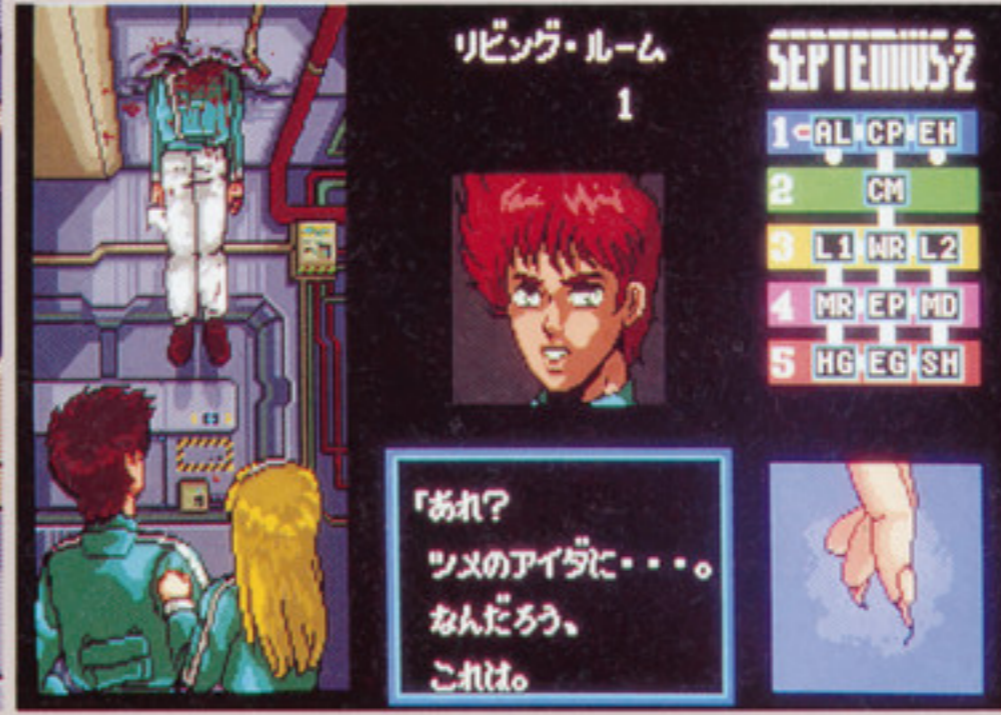 リビング・ルーム
1
SEPTEMIUS-2
1 AL CP EH
2 CM
3 L1 WR L2
4 MR EP MD
5 HG EG SM
「あれ?
ツメのアイダに・・・。
なんだろう、
これは。